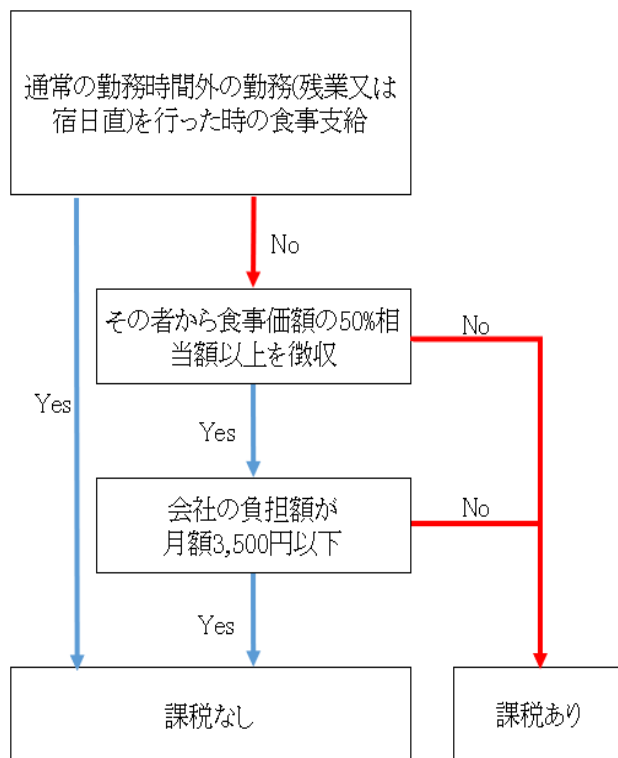 通常の勤務時間外の勤務(残業又は
宿日直)を行った時の食事支給
No
その者から食事価額の50%相
当額以上を徴収
No
Yes
Yes
会社の負担額が
月額3,500円以下
No
Yes
課税なし
課税あり